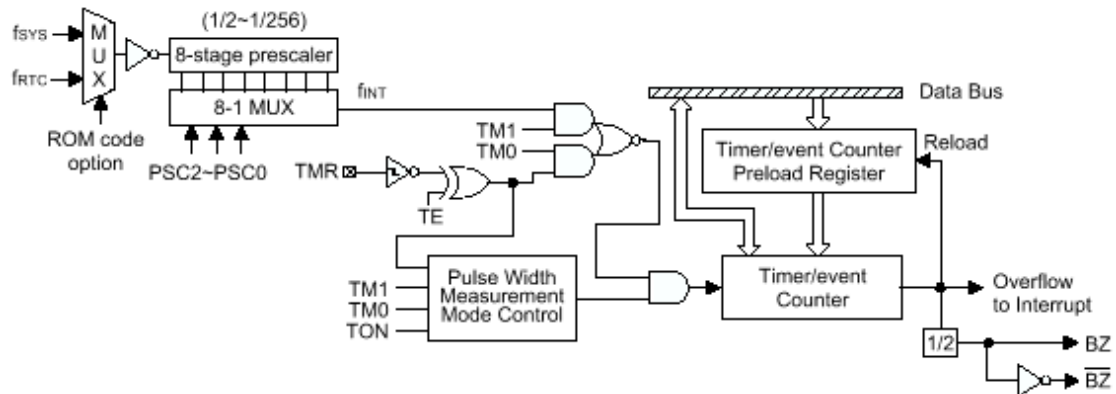 (1/2~1/256)
fSYS
M
U
X
8-stage prescaler
fRTC
8-1 MUX
fINT
Data Bus
ROM code
option
PSC2~PSC0
TM1
TM0
Timer/event Counter
Preload Register
Reload
TMR
TE
Pulse Width
Measurement
Mode Control
TM1
TM0
TON
Timer/event
Counter
Overflow
to Interrupt
1/2
BZ
B̅Z̅